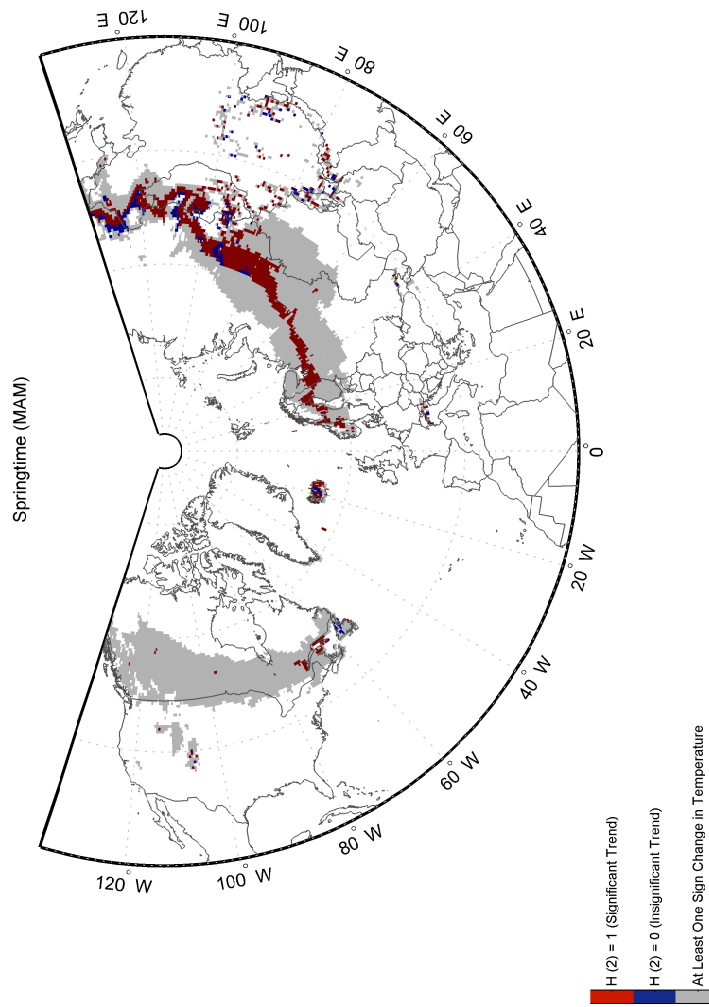 Springtime (MAM)
120 E
100 E
80 E
60 E
40 E
20 E
0
20 W
40 W
60 W
80 W
100 W
120 W
H (2) = 1 (Significant Trend)
H (2) = 0 (Insignificant Trend)
At Least One Sign Change in Temperature